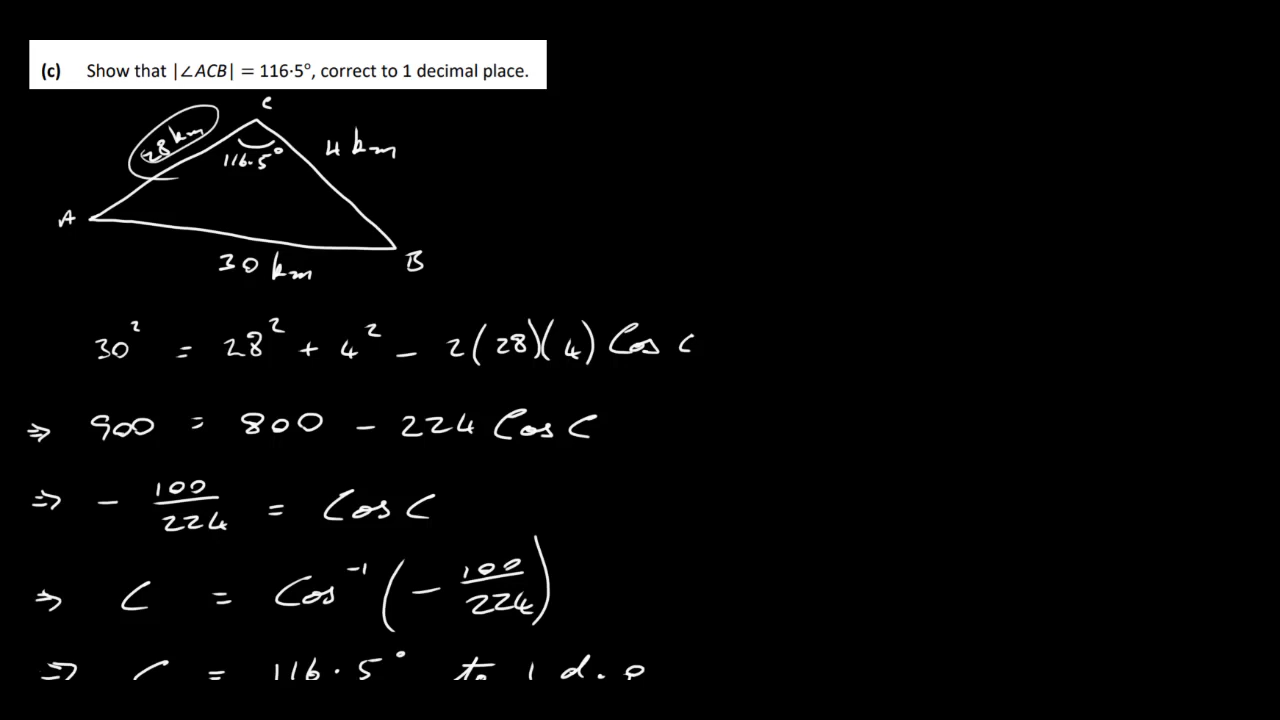 (c) Show that |∠ACB| = 116·5°, correct to 1 decimal place.
C
28 km
116.5°
4 km
A
30 km
B
30² = 28² + 4² - 2(28)(4) Cos C
⇒ 900 = 800 - 224 Cos C
⇒ - 100/224 = Cos C
⇒ C = Cos⁻¹ (- 100/224)
⇒ C = 116.5° to 1 d.p